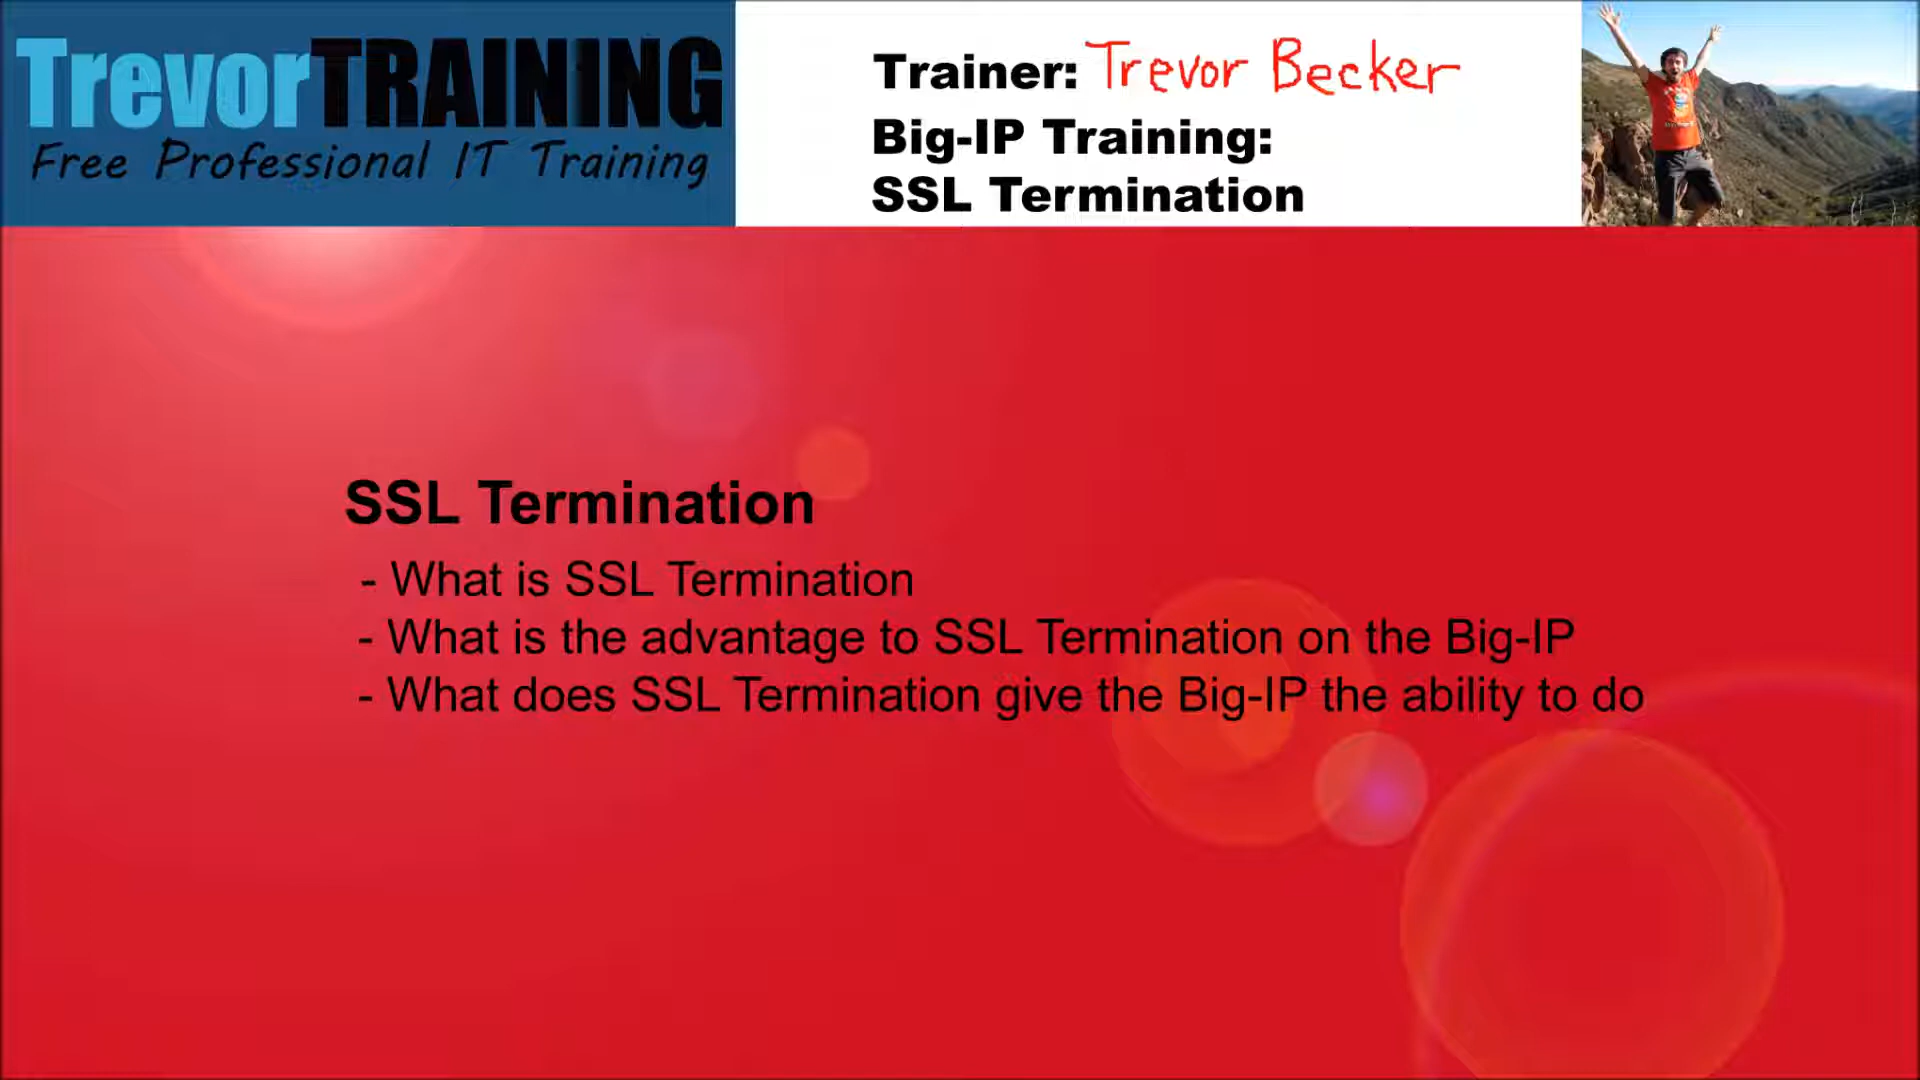 TrevorTRAINING
Free Professional IT Training
Trainer: Trevor Becker
Big-IP Training:
SSL Termination
SSL Termination
- What is SSL Termination
- What is the advantage to SSL Termination on the Big-IP
- What does SSL Termination give the Big-IP the ability to do